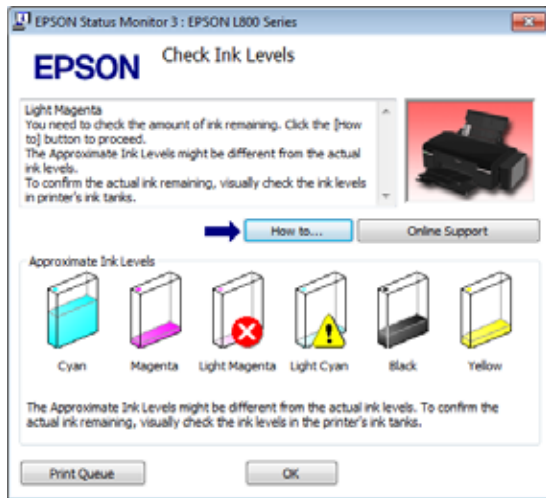 EPSON Status Monitor 3 : EPSON L800 Series
EPSON
Check Ink Levels
Light Magenta
You need to check the amount of ink remaining. Click the [How
to] button to proceed.
The Approximate Ink Levels might be different from the actual
ink levels.
To confirm the actual ink remaining, visually check the ink levels
in printer's ink tanks.
How to...
Online Support
Approximate Ink Levels
Cyan
Magenta
Light Magenta
Light Cyan
Black
Yellow
The Approximate Ink Levels might be different from the actual ink levels. To confirm the
actual ink remaining, visually check the ink levels in the printer's ink tanks.
Print Queue
OK